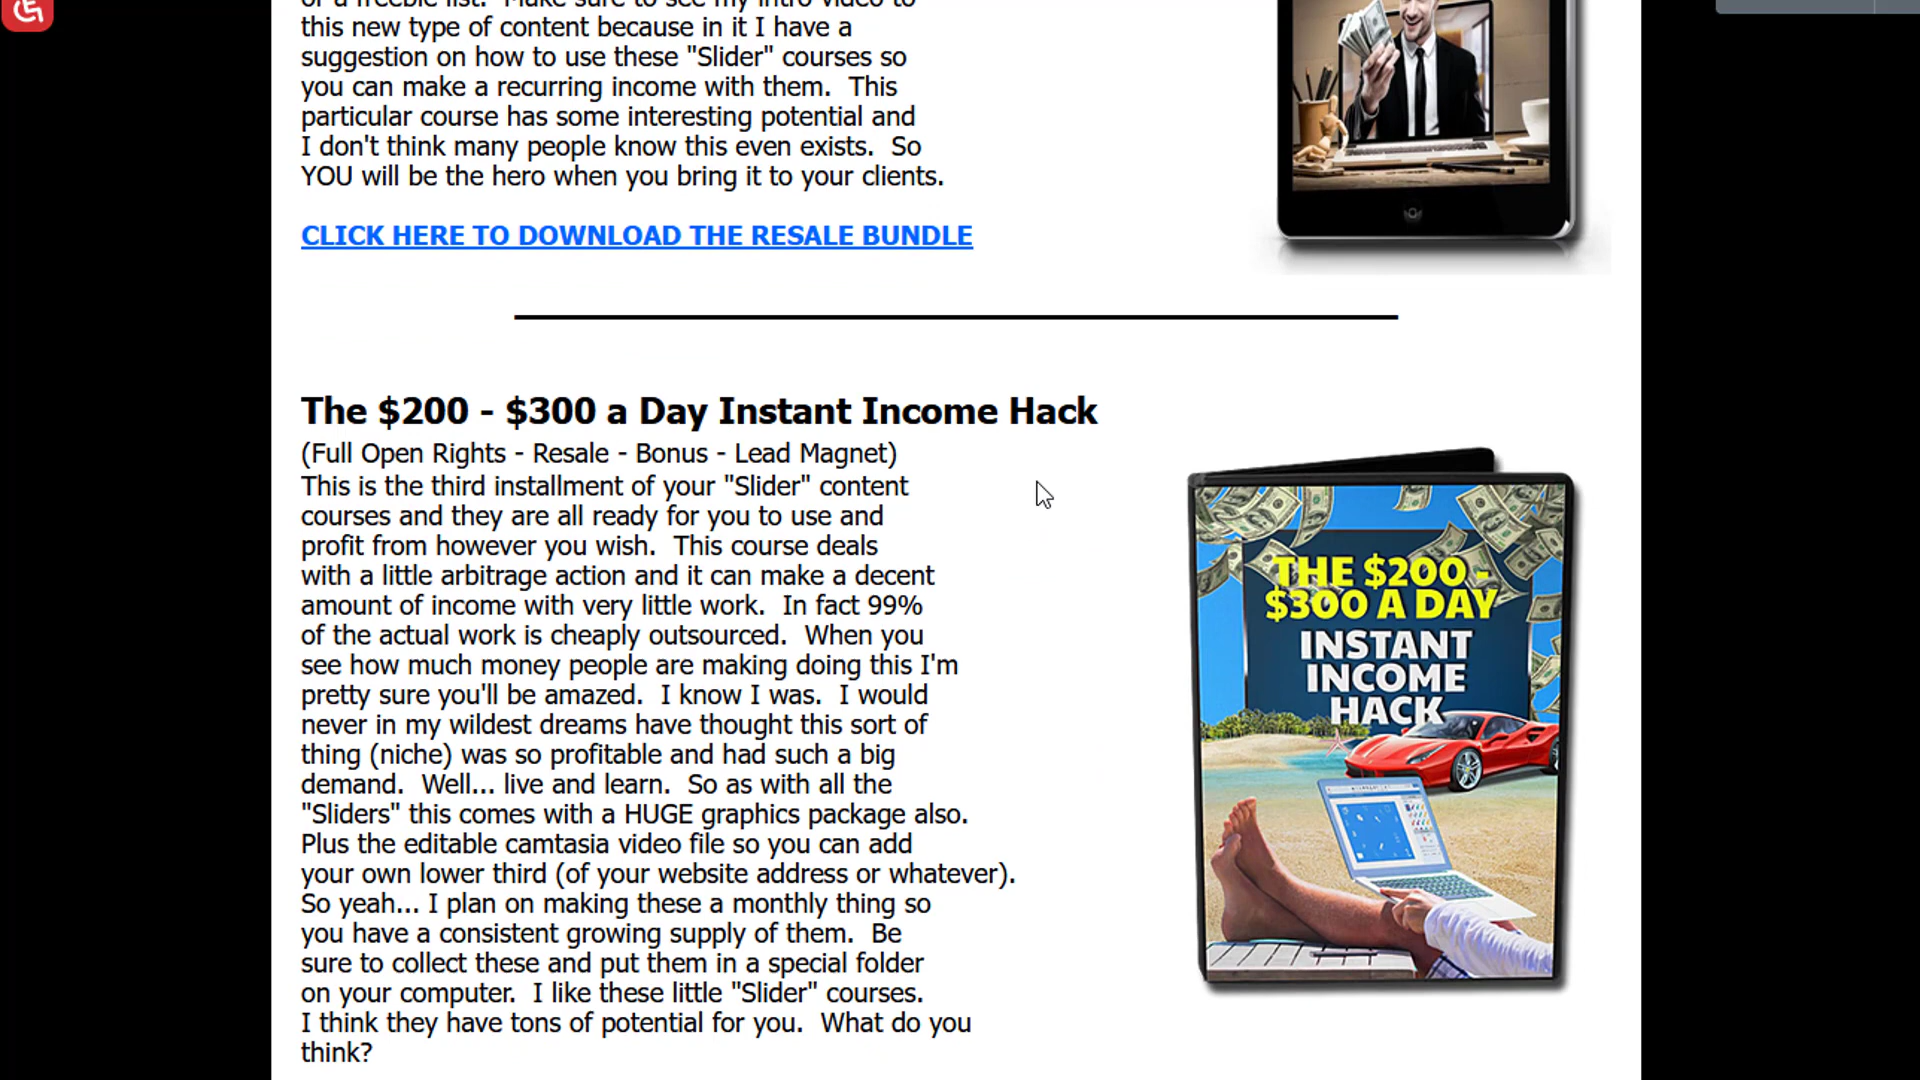 or a freebie list.  Make sure to see my intro video to
this new type of content because in it I have a
suggestion on how to use these "Slider" courses so
you can make a recurring income with them.  This
particular course has some interesting potential and
I don't think many people know this even exists.  So
YOU will be the hero when you bring it to your clients.
CLICK HERE TO DOWNLOAD THE RESALE BUNDLE
The $200 - $300 a Day Instant Income Hack
(Full Open Rights - Resale - Bonus - Lead Magnet)
This is the third installment of your "Slider" content
courses and they are all ready for you to use and
profit from however you wish.  This course deals
with a little arbitrage action and it can make a decent
amount of income with very little work.  In fact 99%
of the actual work is cheaply outsourced.  When you
see how much money people are making doing this I'm
pretty sure you'll be amazed.  I know I was.  I would
never in my wildest dreams have thought this sort of
thing (niche) was so profitable and had such a big
demand.  Well... live and learn.  So as with all the
"Sliders" this comes with a HUGE graphics package also.
Plus the editable camtasia video file so you can add
your own lower third (of your website address or whatever).
So yeah... I plan on making these a monthly thing so
you have a consistent growing supply of them.  Be
sure to collect these and put them in a special folder
on your computer.  I like these little "Slider" courses.
I think they have tons of potential for you.  What do you
think?
THE $200 -
$300 A DAY
INSTANT
INCOME
HACK